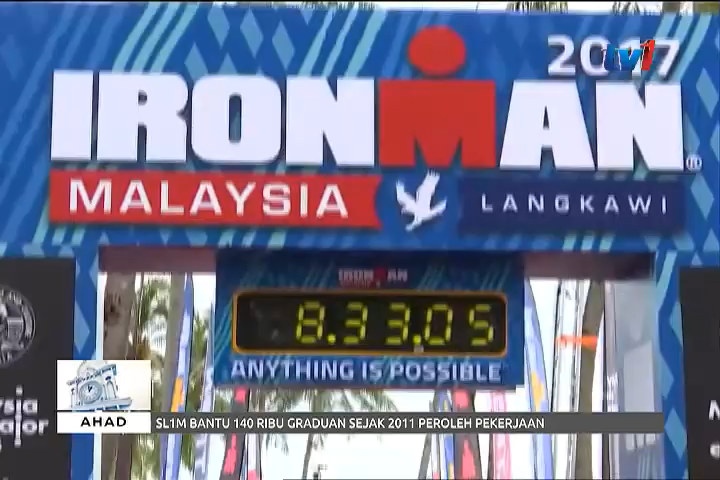 2017
tv1
IRONMAN
MALAYSIA
LANGKAWI
IRONMAN
8.33.05
ANYTHING IS POSSIBLE
AHAD
SL1M BANTU 140 RIBU GRADUAN SEJAK 2011 PEROLEH PEKERJAAN